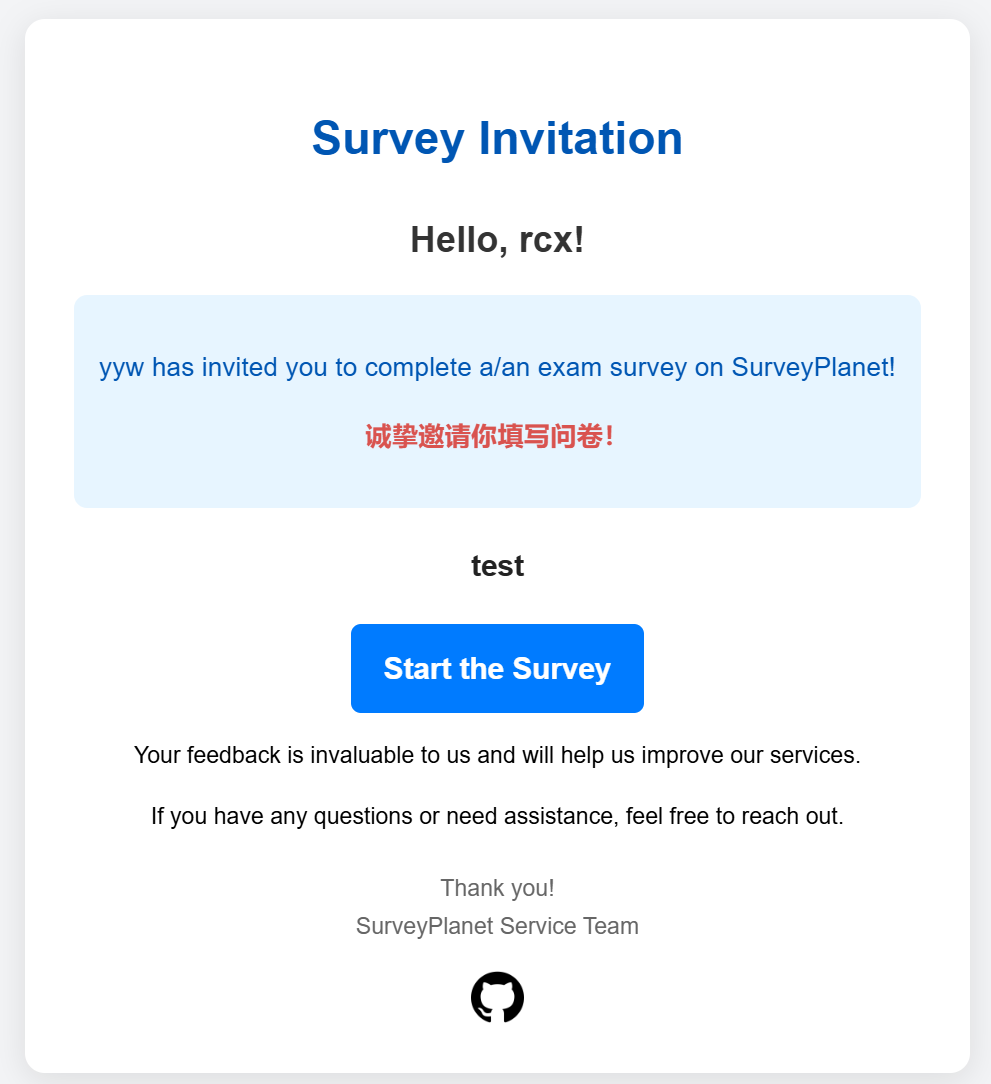 Survey Invitation
Hello, rcx!
yyw has invited you to complete a/an exam survey on SurveyPlanet!
诚挚邀请你填写问卷！
test
Start the Survey
Your feedback is invaluable to us and will help us improve our services.
If you have any questions or need assistance, feel free to reach out.
Thank you!
SurveyPlanet Service Team